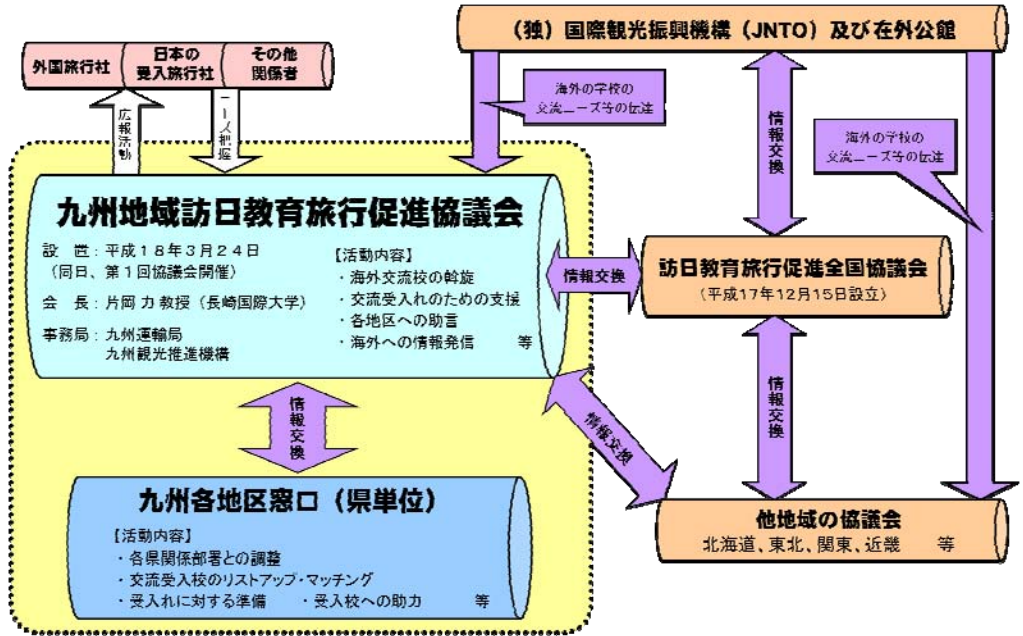 （独）国際観光振興機構（JNTO）及び在外公館
外国旅行社
日本の
受入旅行社
その他
関係者
広報活動
ニーズ把握
海外の学校の
交流ニーズ等の伝達
情報交換
海外の学校の
交流ニーズ等の伝達
九州地域訪日教育旅行促進協議会
設　置：平成１８年３月２４日
（同日、第１回協議会開催）
会　長：片岡 力 教授（長崎国際大学）
事務局：九州運輸局
九州観光推進機構
【活動内容】
・海外交流校の斡旋
・交流受入れのための支援
・各地区への助言
・海外への情報発信　　等
情報交換
訪日教育旅行促進全国協議会
（平成17年12月15日設立）
情報交換
情報交換
情報交換
九州各地区窓口（県単位）
【活動内容】
・各県関係部署との調整
・交流受入校のリストアップ・マッチング
・受入れに対する準備　・受入校への助力　　等
他地域の協議会
北海道、東北、関東、近畿　等